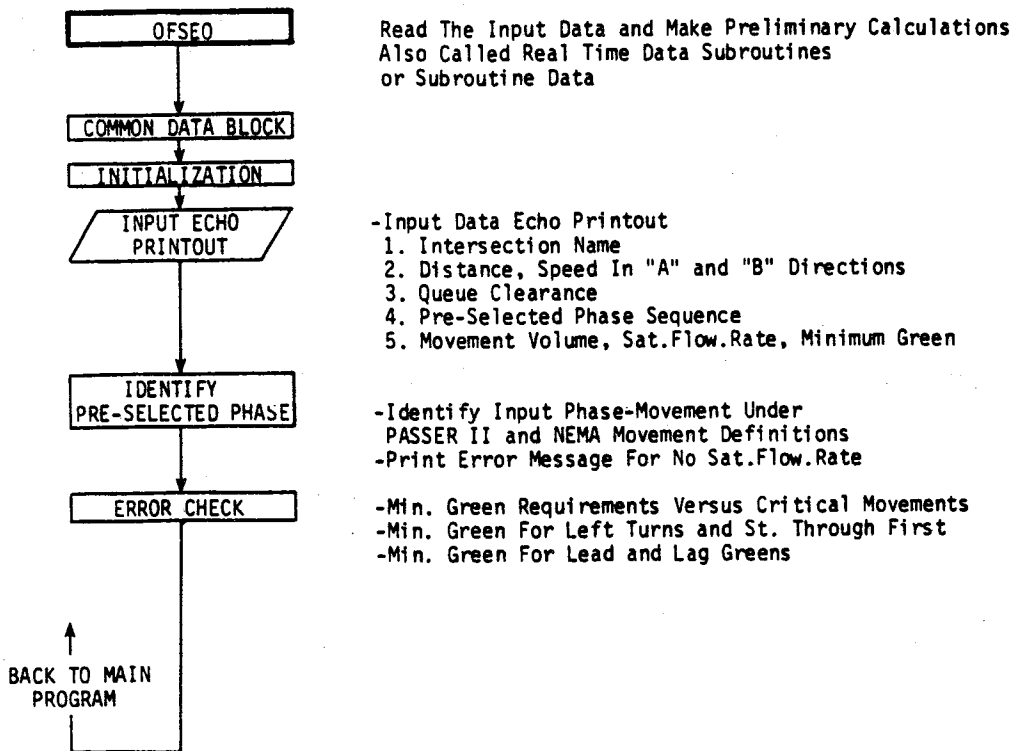 OFSEO
Read The Input Data and Make Preliminary Calculations
Also Called Real Time Data Subroutines
or Subroutine Data
COMMON DATA BLOCK
INITIALIZATION
INPUT ECHO
PRINTOUT
-Input Data Echo Printout
1. Intersection Name
2. Distance, Speed In "A" and "B" Directions
3. Queue Clearance
4. Pre-Selected Phase Sequence
5. Movement Volume, Sat.Flow.Rate, Minimum Green
IDENTIFY
PRE-SELECTED PHASE
-Identify Input Phase-Movement Under
PASSER II and NEMA Movement Definitions
-Print Error Message For No Sat.Flow.Rate
ERROR CHECK
-Min. Green Requirements Versus Critical Movements
-Min. Green For Left Turns and St. Through First
-Min. Green For Lead and Lag Greens
BACK TO MAIN
PROGRAM